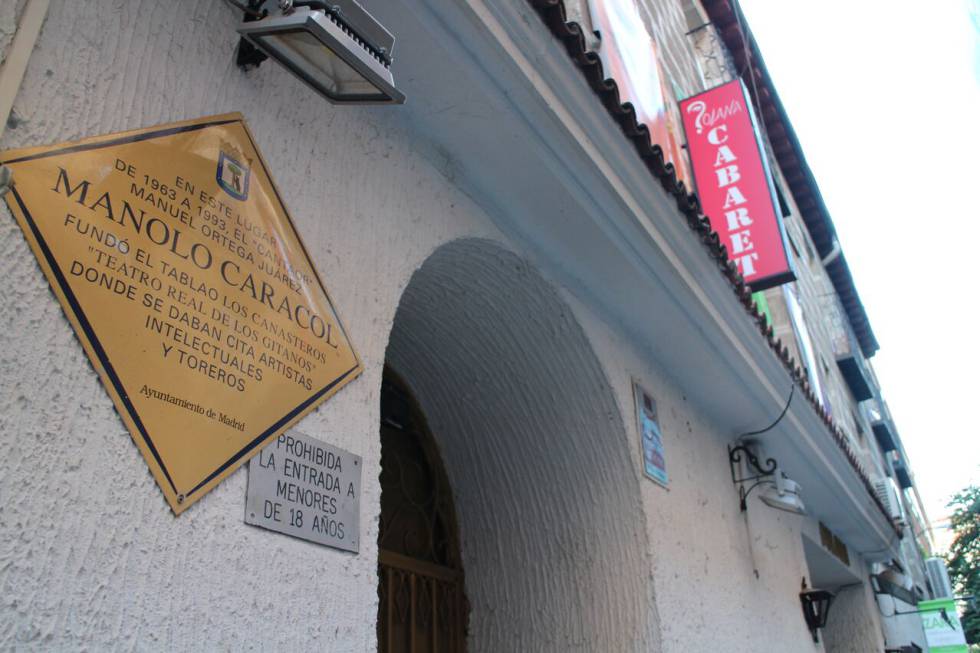 EN ESTE LUGAR
DE 1963 A 1993, EL "CANTAOR"
MANUEL ORTEGA JUÁREZ
MANOLO CARACOL
FUNDÓ EL TABLAO LOS CANASTEROS
"TEATRO REAL DE LOS GITANOS"
DONDE SE DABAN CITA ARTISTAS
INTELECTUALES
Y TOREROS
Ayuntamiento de Madrid
PROHIBIDA
LA ENTRADA A
MENORES
DE 18 AÑOS
CABARET